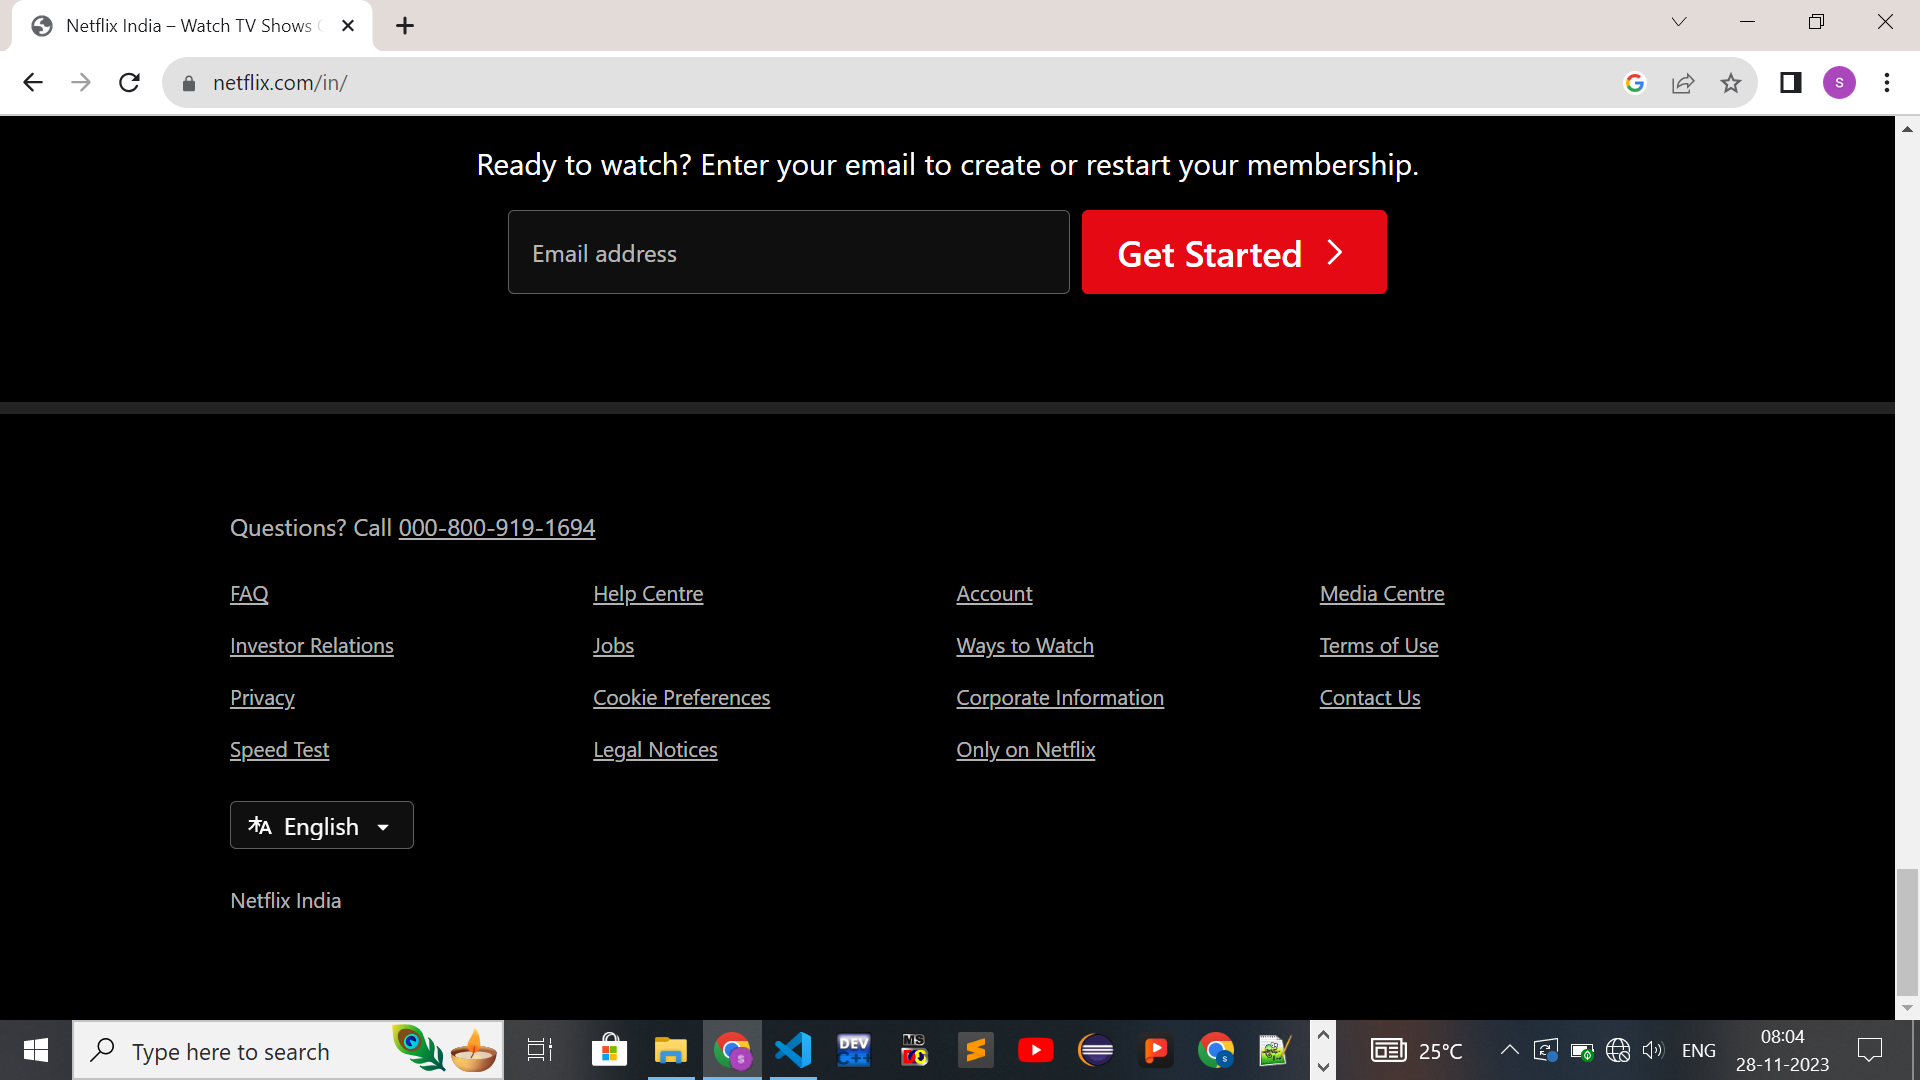 Netflix India – Watch TV Shows
netflix.com/in/
S
Ready to watch? Enter your email to create or restart your membership.
Email address
Get Started
Questions? Call 000-800-919-1694
FAQ
Help Centre
Account
Media Centre
Investor Relations
Jobs
Ways to Watch
Terms of Use
Privacy
Cookie Preferences
Corporate Information
Contact Us
Speed Test
Legal Notices
Only on Netflix
English
Netflix India
Type here to search
DEV
C++
MS
25°C
ENG
08:04
28-11-2023